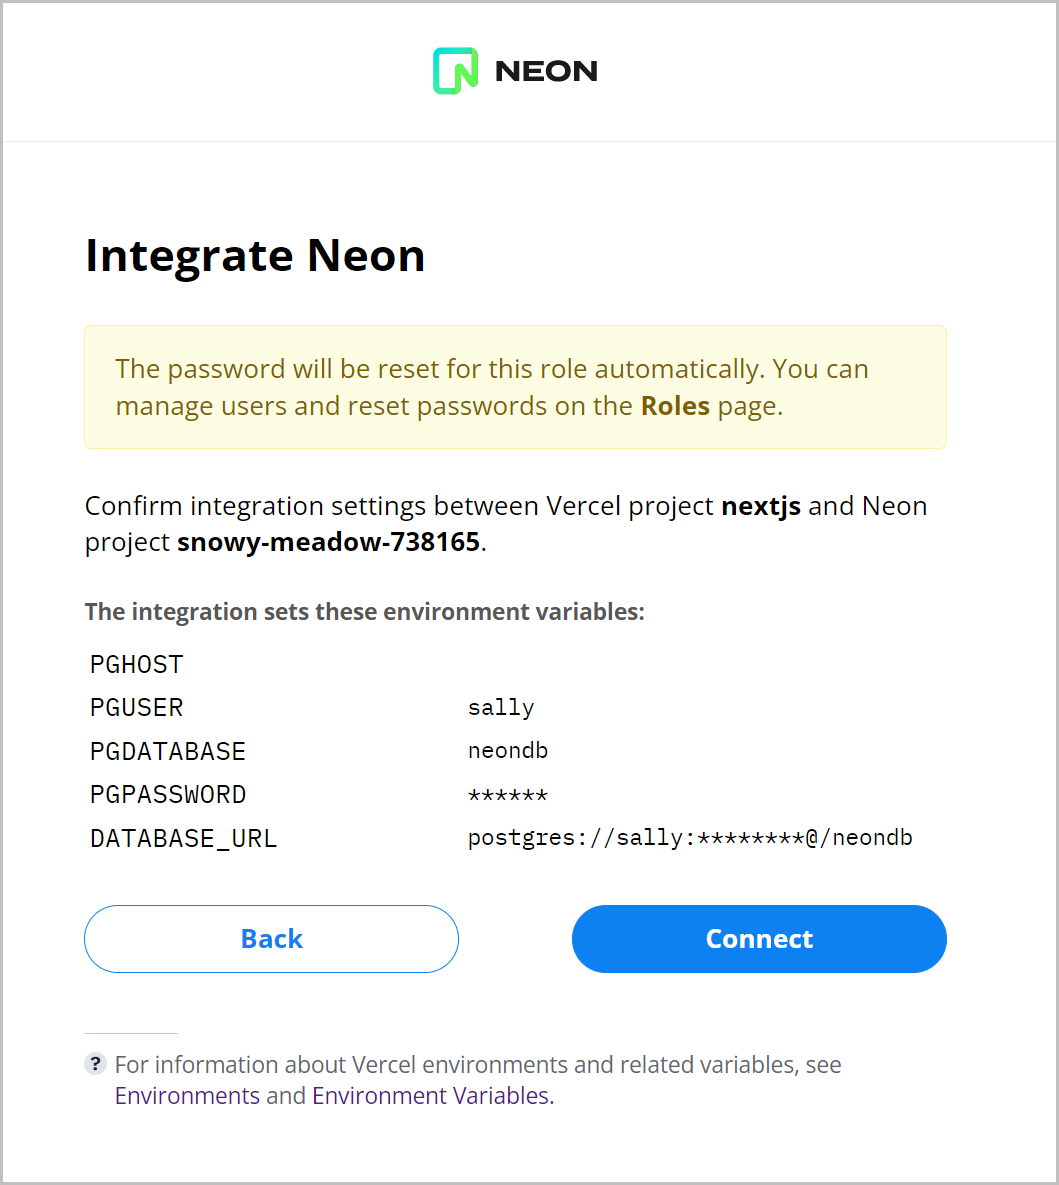 NEON
Integrate Neon
The password will be reset for this role automatically. You can
manage users and reset passwords on the Roles page.
Confirm integration settings between Vercel project nextjs and Neon
project snowy-meadow-738165.
The integration sets these environment variables:
PGHOST
PGUSER sally
PGDATABASE neondb
PGPASSWORD ******
DATABASE_URL postgres://sally:********@/neondb
Back Connect
? For information about Vercel environments and related variables, see
Environments and Environment Variables.